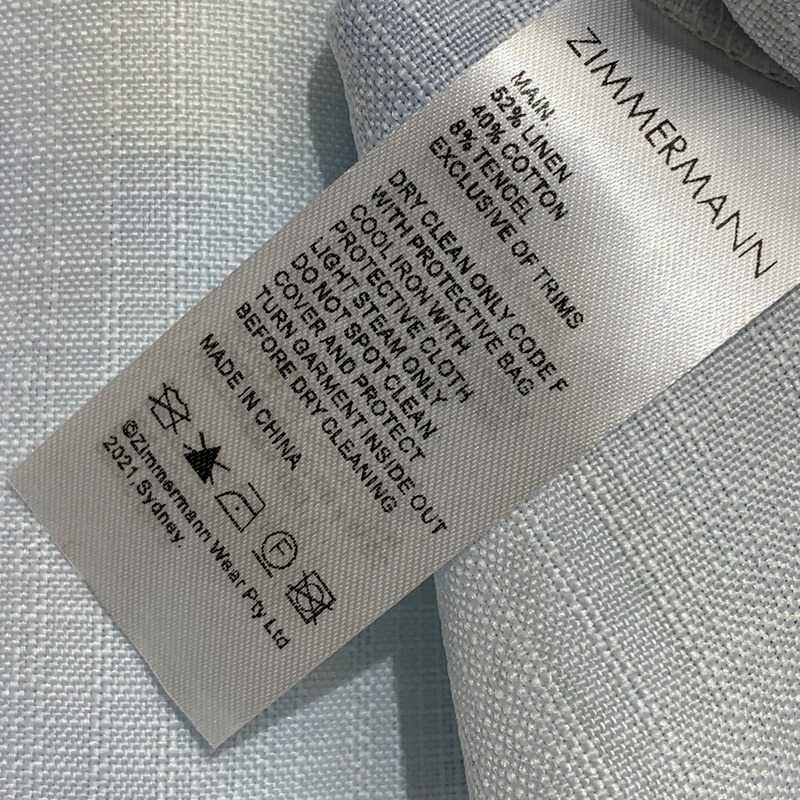 ZIMMERMANN
MAIN.
52% LINEN
40% COTTON
8% TENCEL
EXCLUSIVE OF TRIMS
DRY CLEAN ONLY CODE F
WITH PROTECTIVE BAG
COOL IRON WITH
PROTECTIVE CLOTH
LIGHT STEAM ONLY
DO NOT SPOT CLEAN
COVER AND PROTECT
TURN GARMENT INSIDE OUT
BEFORE DRY CLEANING
MADE IN CHINA
F
©Zimmermann Wear Pty Ltd
2021,Sydney.